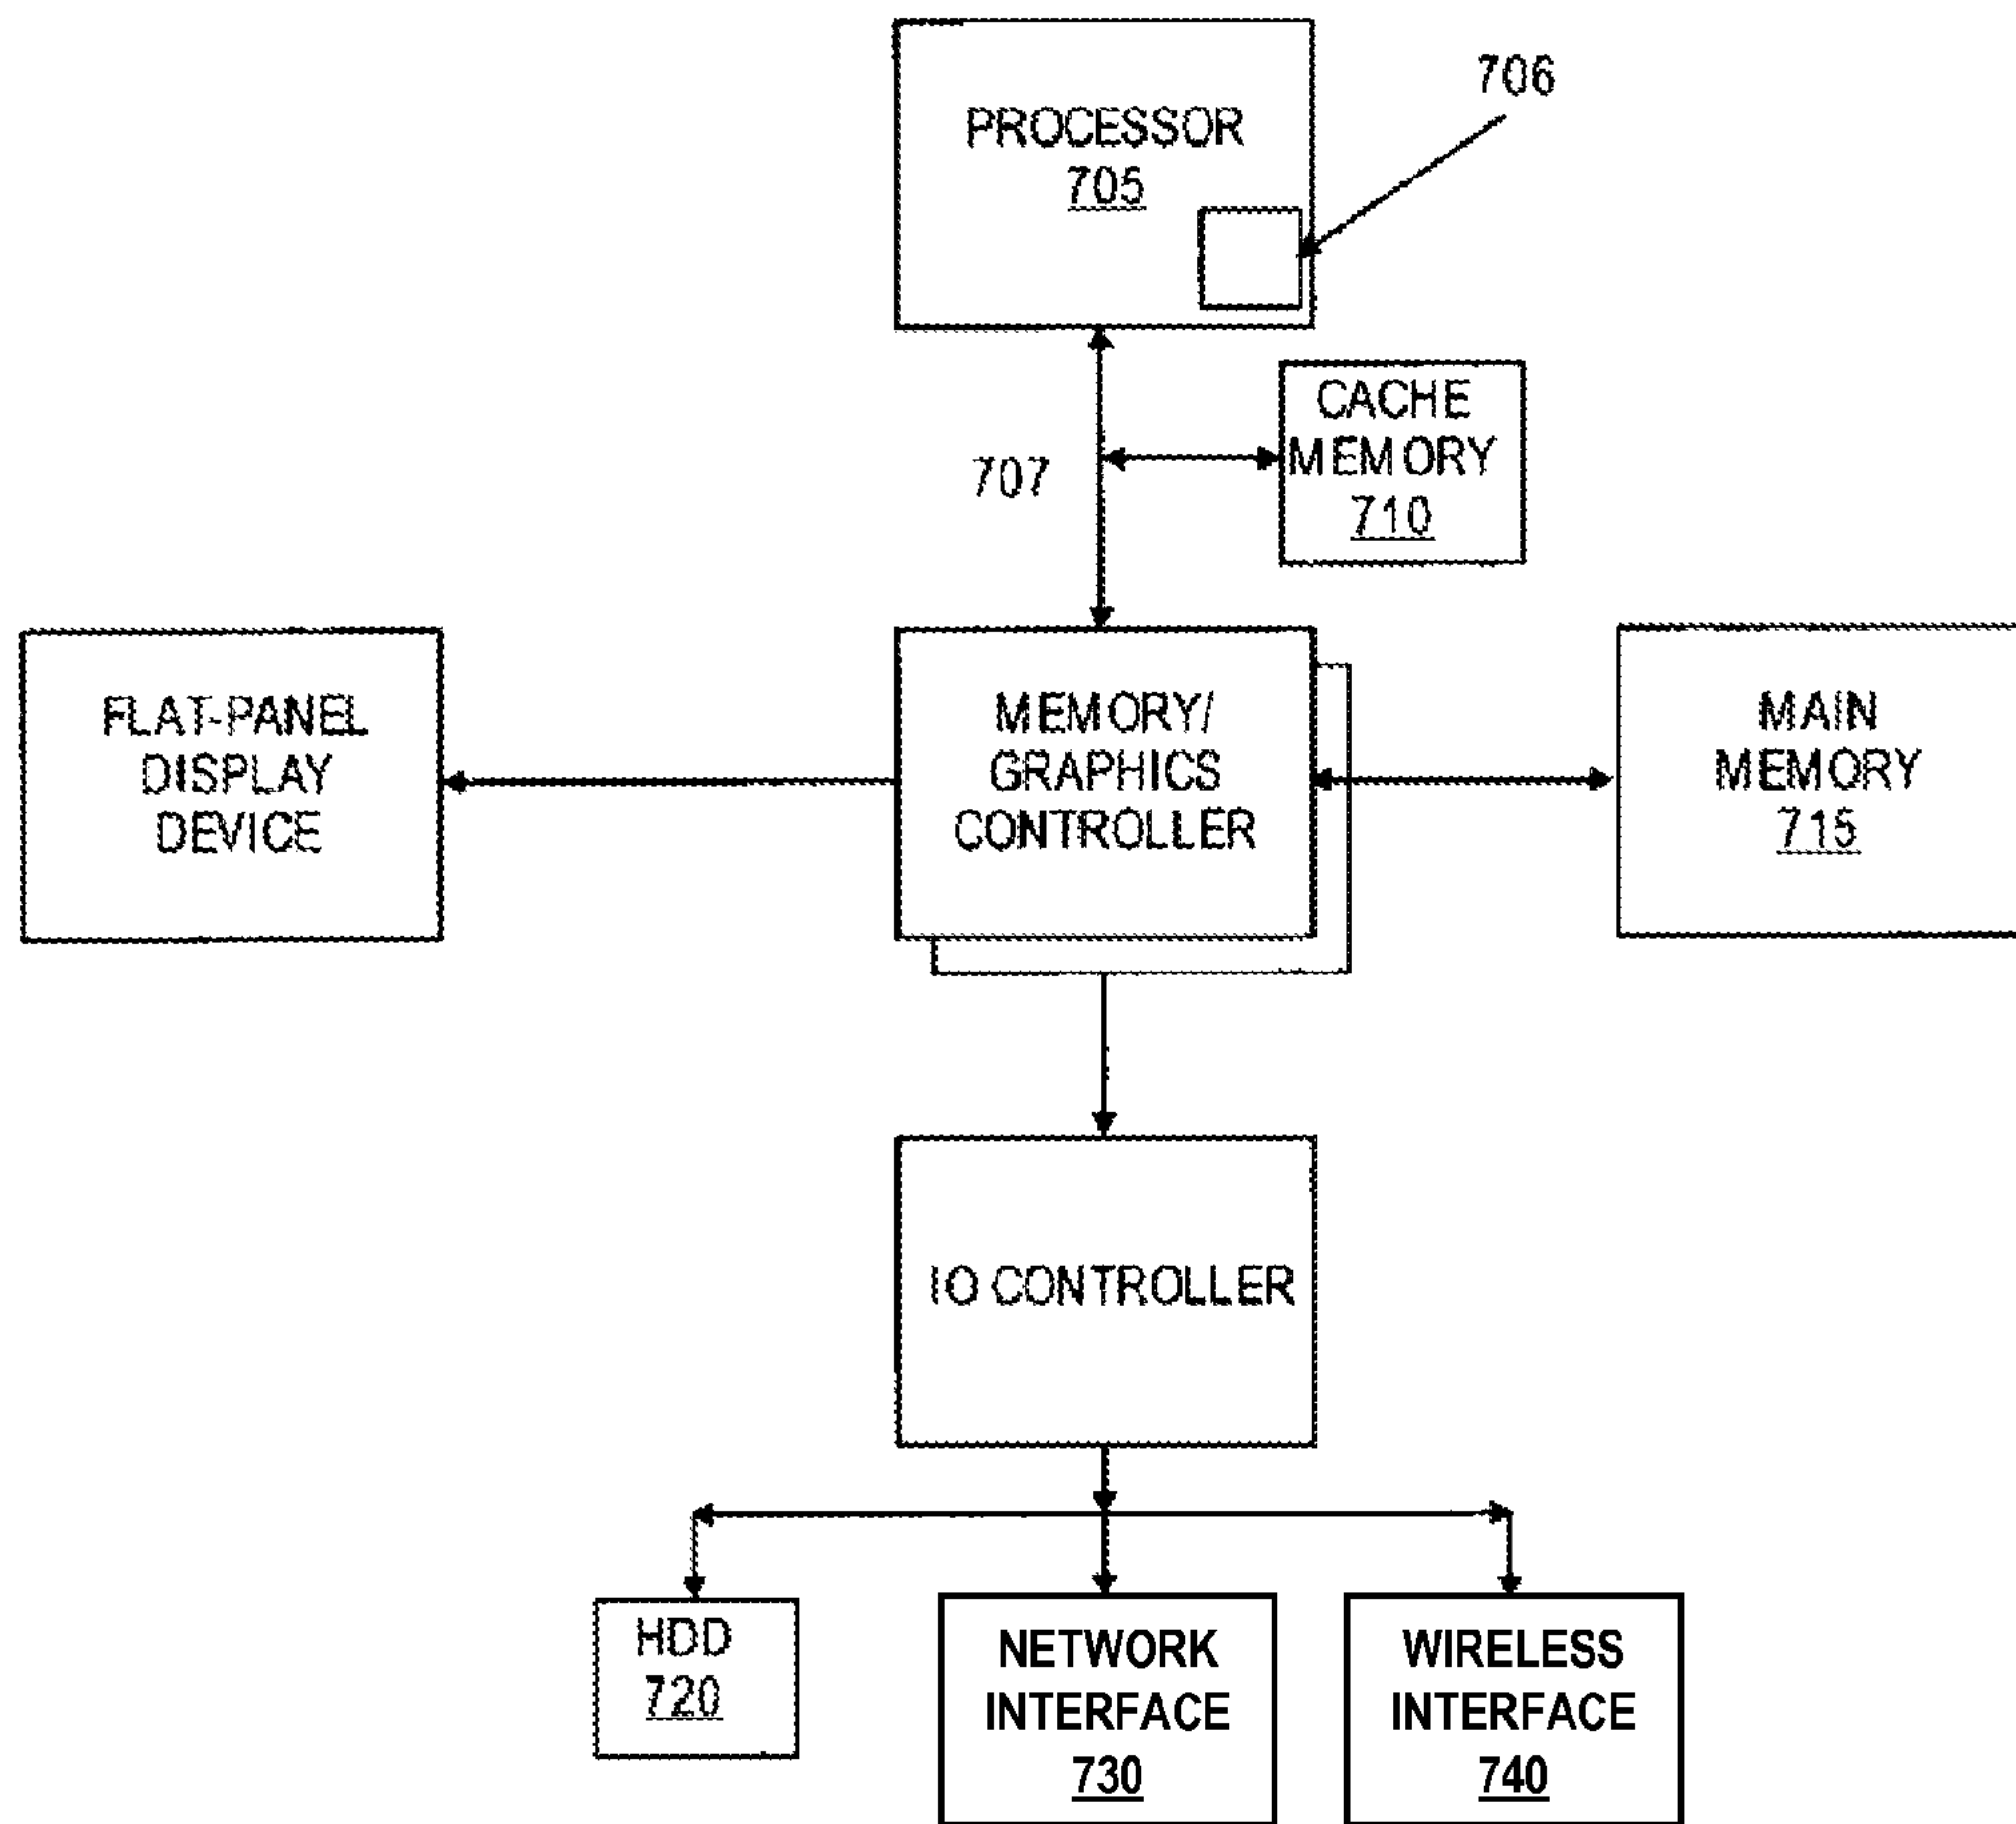 PROCESSOR
705
706
CACHE
MEMORY
710
707
FLAT-PANEL
DISPLAY
DEVICE
MEMORY/
GRAPHICS
CONTROLLER
MAIN
MEMORY
715
IO CONTROLLER
HDD
720
NETWORK
INTERFACE
730
WIRELESS
INTERFACE
740